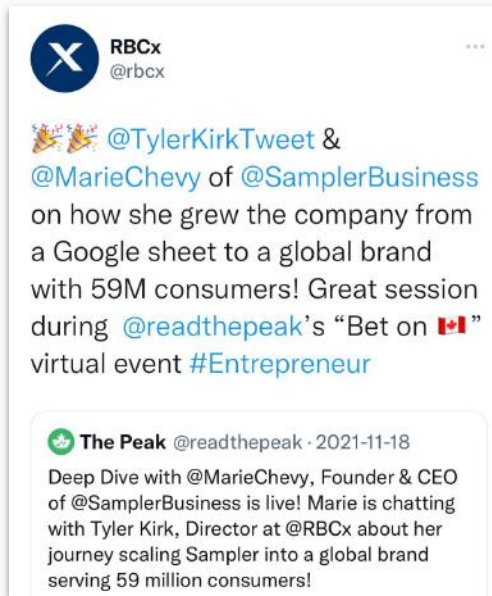 RBCx
@rbcx
🎉🎉 @TylerKirkTweet &
@MarieChevy of @SamplerBusiness
on how she grew the company from
a Google sheet to a global brand
with 59M consumers! Great session
during @readthepeak’s “Bet on 🇨🇦”
virtual event #Entrepreneur
The Peak @readthepeak · 2021-11-18
Deep Dive with @MarieChevy, Founder & CEO
of @SamplerBusiness is live! Marie is chatting
with Tyler Kirk, Director at @RBCx about her
journey scaling Sampler into a global brand
serving 59 million consumers!